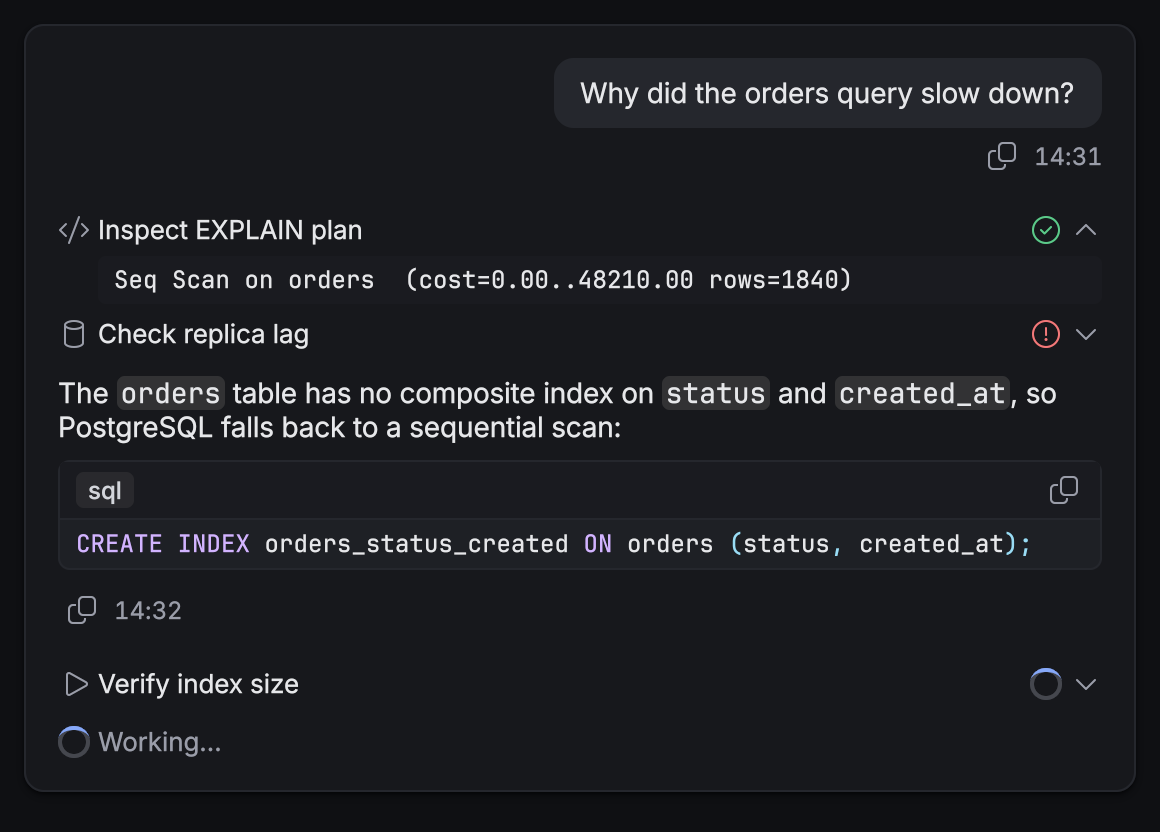 Why did the orders query slow down?
14:31
Inspect EXPLAIN plan
Seq Scan on orders  (cost=0.00..48210.00 rows=1840)
Check replica lag
The orders table has no composite index on status and created_at, so
PostgreSQL falls back to a sequential scan:
sql
CREATE INDEX orders_status_created ON orders (status, created_at);
14:32
Verify index size
Working...